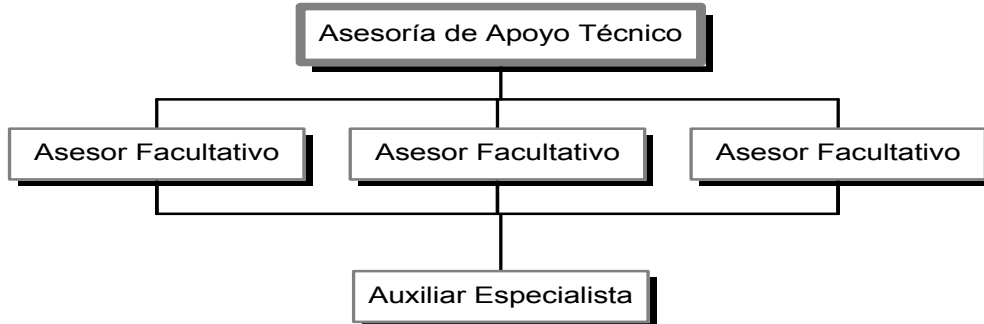 Asesoría de Apoyo Técnico
Asesor Facultativo
Asesor Facultativo
Asesor Facultativo
Auxiliar Especialista